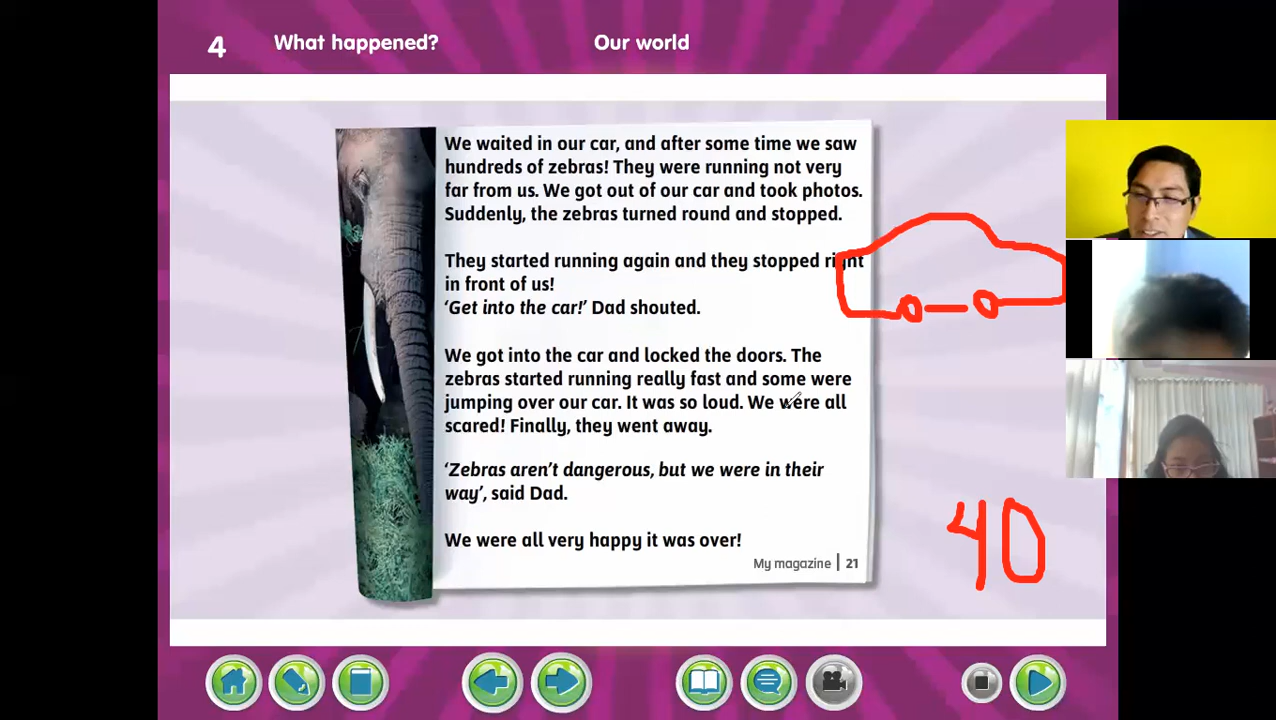 4 What happened? Our world
We waited in our car, and after some time we saw
hundreds of zebras! They were running not very
far from us. We got out of our car and took photos.
Suddenly, the zebras turned round and stopped.
They started running again and they stopped right
in front of us!
‘Get into the car!’ Dad shouted.
We got into the car and locked the doors. The
zebras started running really fast and some were
jumping over our car. It was so loud. We were all
scared! Finally, they went away.
‘Zebras aren’t dangerous, but we were in their
way’, said Dad.
We were all very happy it was over!
My magazine | 21
40